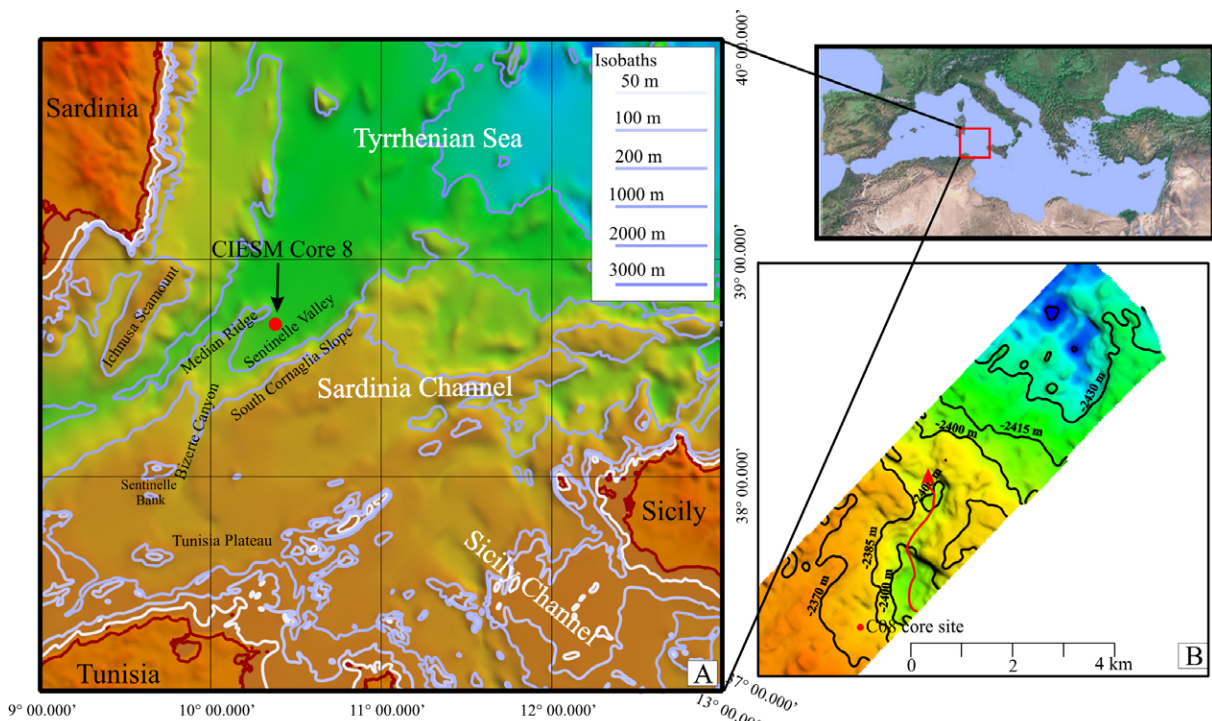 Isobaths
50 m
100 m
200 m
1000 m
2000 m
3000 m
Sardinia
Tyrrhenian Sea
CIESM Core 8
Ichnusa Seamount
Median Ridge
Sentinelle Valley
South Cornaglia Slope
Sardinia Channel
Bizerte Canyon
Sentinelle
Bank
Tunisia Plateau
Sicily
Sicily Channel
Tunisia
A
40° 00.000’
39° 00.000’
38° 00.000’
37° 00.000’
9° 00.000’
10° 00.000’
11° 00.000’
12° 00.000’
-2430 m
-2415 m
-2400 m
-2385 m
-2400 m
-2370 m
C08 core site
0
2
4 km
B